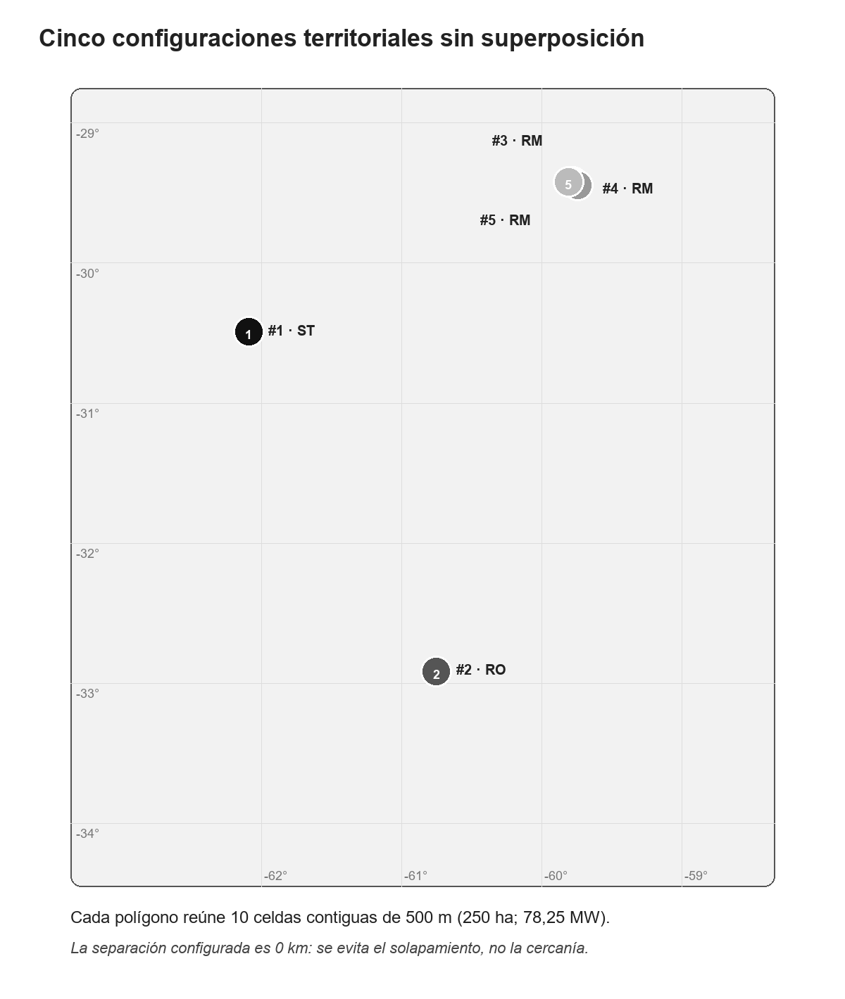 Cinco configuraciones territoriales sin superposición
-29°
#3 · RM
5
#4 · RM
#5 · RM
-30°
1
#1 · ST
-31°
-32°
2
#2 · RO
-33°
-34°
-62°
-61°
-60°
-59°
Cada polígono reúne 10 celdas contiguas de 500 m (250 ha; 78,25 MW).
La separación configurada es 0 km: se evita el solapamiento, no la cercanía.